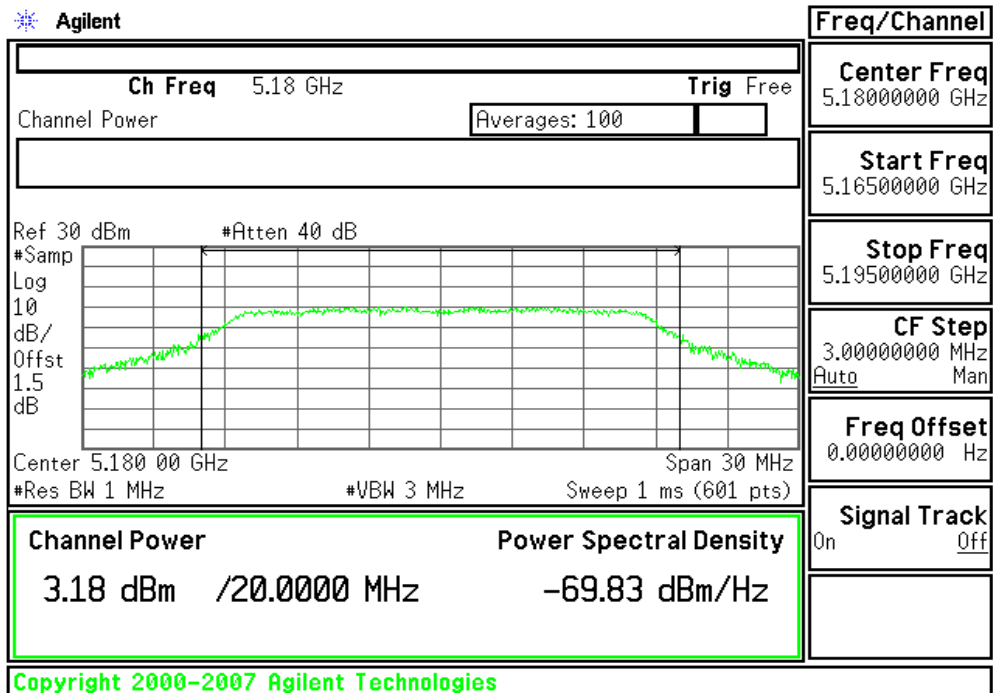 Agilent
Freq/Channel
Ch Freq 5.18 GHz Trig Free
Channel Power Averages: 100
Ref 30 dBm #Atten 40 dB
#Samp
Log
10
dB/
Offst
1.5
dB
Center 5.180 00 GHz Span 30 MHz
#Res BW 1 MHz #VBW 3 MHz Sweep 1 ms (601 pts)
Channel Power Power Spectral Density
3.18 dBm /20.0000 MHz -69.83 dBm/Hz
Center Freq
5.18000000 GHz
Start Freq
5.16500000 GHz
Stop Freq
5.19500000 GHz
CF Step
3.00000000 MHz
Auto Man
Freq Offset
0.00000000 Hz
Signal Track
On Off
Copyright 2000-2007 Agilent Technologies